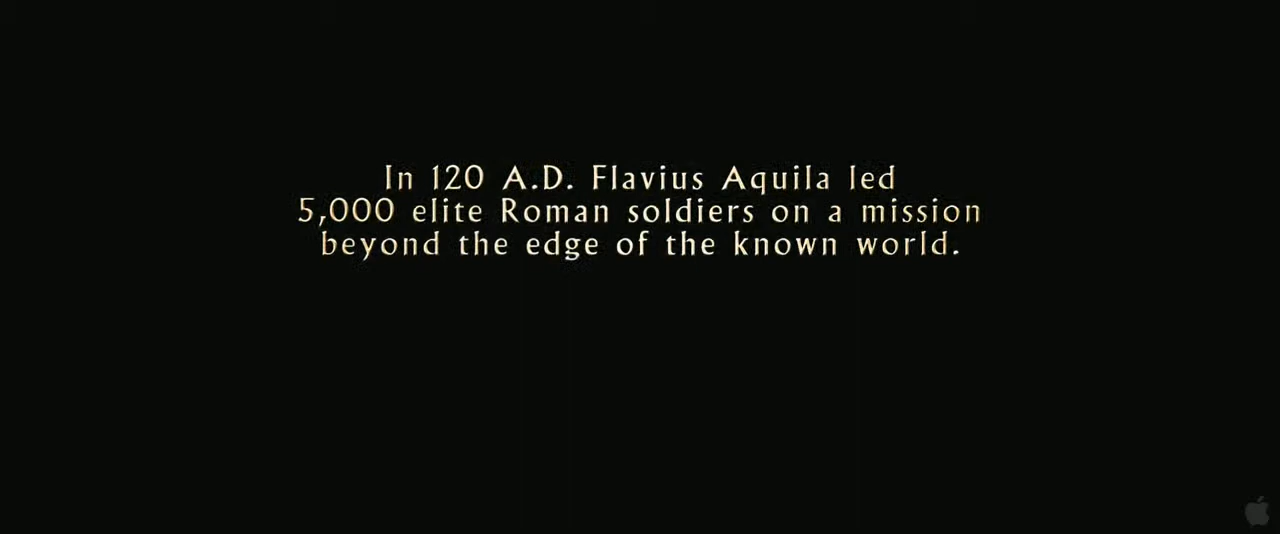 In 120 A.D. Flavius Aquila led
5,000 elite Roman soldiers on a mission
beyond the edge of the known world.